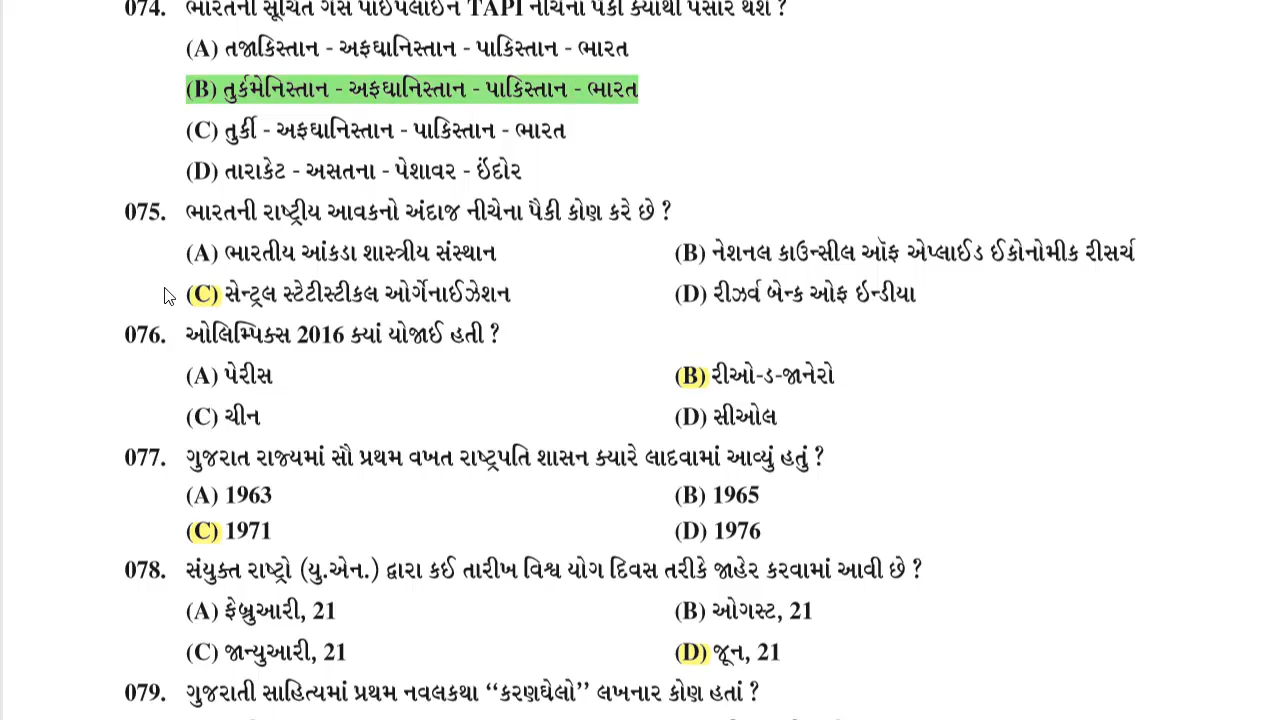 074. ભારતની સૂચિત ગેસ પાઈપલાઈન TAPI નીચેના પૈકી ક્યાંથી પસાર થશે ?
(A) તજાકિસ્તાન - અફઘાનિસ્તાન - પાકિસ્તાન - ભારત
(B) તુર્કમેનિસ્તાન - અફઘાનિસ્તાન - પાકિસ્તાન - ભારત
(C) તુર્કી - અફઘાનિસ્તાન - પાકિસ્તાન - ભારત
(D) તારાકેટ - અસતના - પેશાવર - ઇંદોર
075. ભારતની રાષ્ટ્રીય આવકનો અંદાજ નીચેના પૈકી કોણ કરે છે ?
(A) ભારતીય આંકડા શાસ્ત્રીય સંસ્થાન (B) નેશનલ કાઉન્સીલ ઑફ એપ્લાઈડ ઈકોનોમીક રીસર્ચ
(C) સેન્ટ્રલ સ્ટેટીસ્ટીકલ ઓર્ગેનાઈઝેશન (D) રીઝર્વ બેન્ક ઓફ ઇન્ડીયા
076. ઓલિમ્પિક્સ 2016 ક્યાં યોજાઈ હતી ?
(A) પેરીસ (B) રીઓ-ડ-જાનેરો
(C) ચીન (D) સીઓલ
077. ગુજરાત રાજ્યમાં સૌ પ્રથમ વખત રાષ્ટ્રપતિ શાસન ક્યારે લાદવામાં આવ્યું હતું ?
(A) 1963 (B) 1965
(C) 1971 (D) 1976
078. સંયુક્ત રાષ્ટ્રો (યુ.એન.) દ્વારા કઈ તારીખ વિશ્વ યોગ દિવસ તરીકે જાહેર કરવામાં આવી છે ?
(A) ફેબ્રુઆરી, 21 (B) ઓગસ્ટ, 21
(C) જાન્યુઆરી, 21 (D) જૂન, 21
079. ગુજરાતી સાહિત્યમાં પ્રથમ નવલકથા “કરણઘેલો” લખનાર કોણ હતાં ?